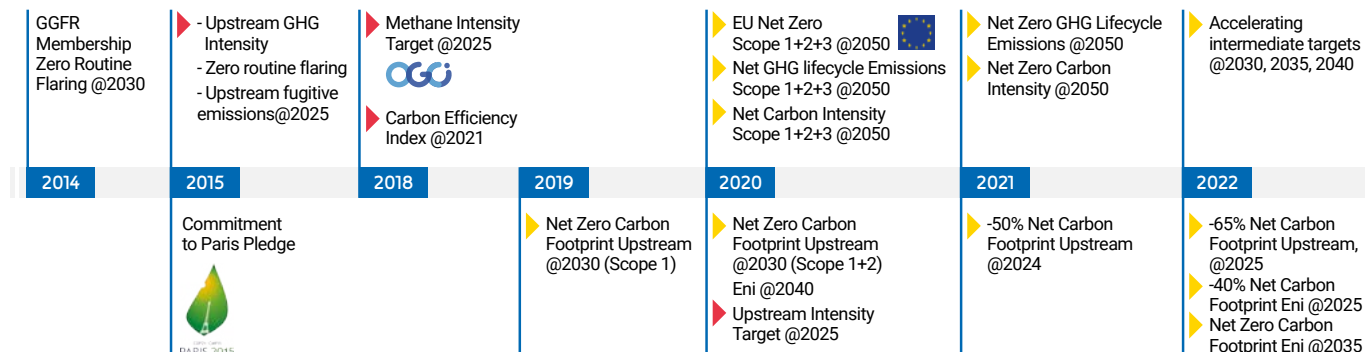 GGFR
Membership
Zero Routine
Flaring @2030
- Upstream GHG
Intensity
- Zero routine flaring
- Upstream fugitive
emissions@2025
Methane Intensity
Target @2025
OGCi
Carbon Efficiency
Index @2021
EU Net Zero
Scope 1+2+3 @2050
Net GHG lifecycle Emissions
Scope 1+2+3 @2050
Net Carbon Intensity
Scope 1+2+3 @2050
Net Zero GHG Lifecycle
Emissions @2050
Net Zero Carbon
Intensity @2050
Accelerating
intermediate targets
@2030, 2035, 2040
2014
2015
2018
2019
2020
2021
2022
Commitment
to Paris Pledge
PARIS 2015
Net Zero Carbon
Footprint Upstream
@2030 (Scope 1)
Net Zero Carbon
Footprint Upstream
@2030 (Scope 1+2)
Eni @2040
Upstream Intensity
Target @2025
-50% Net Carbon
Footprint Upstream
@2024
-65% Net Carbon
Footprint Upstream,
@2025
-40% Net Carbon
Footprint Eni @2025
Net Zero Carbon
Footprint Eni @2035